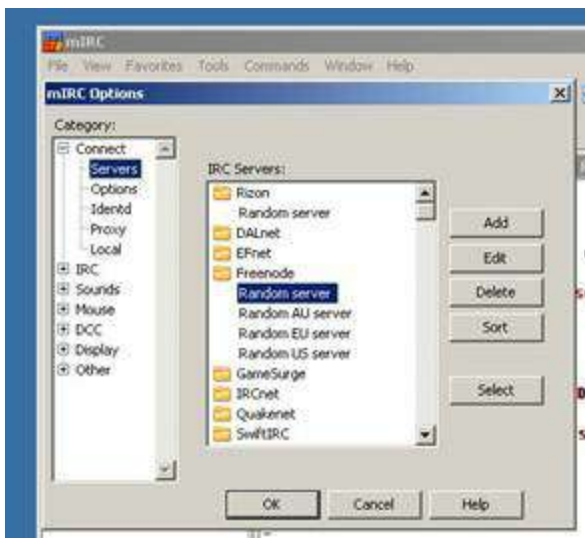 mIRC
File View Favorites Tools Commands Window Help
mIRC Options
Category:
Connect
Servers
Options
Identd
Proxy
Local
IRC
Sounds
Mouse
DCC
Display
Other
IRC Servers:
Rizon
Random server
DALnet
EFnet
Freenode
Random server
Random AU server
Random EU server
Random US server
GameSurge
IRCnet
Quakenet
SwiftIRC
Add
Edit
Delete
Sort
Select
OK
Cancel
Help